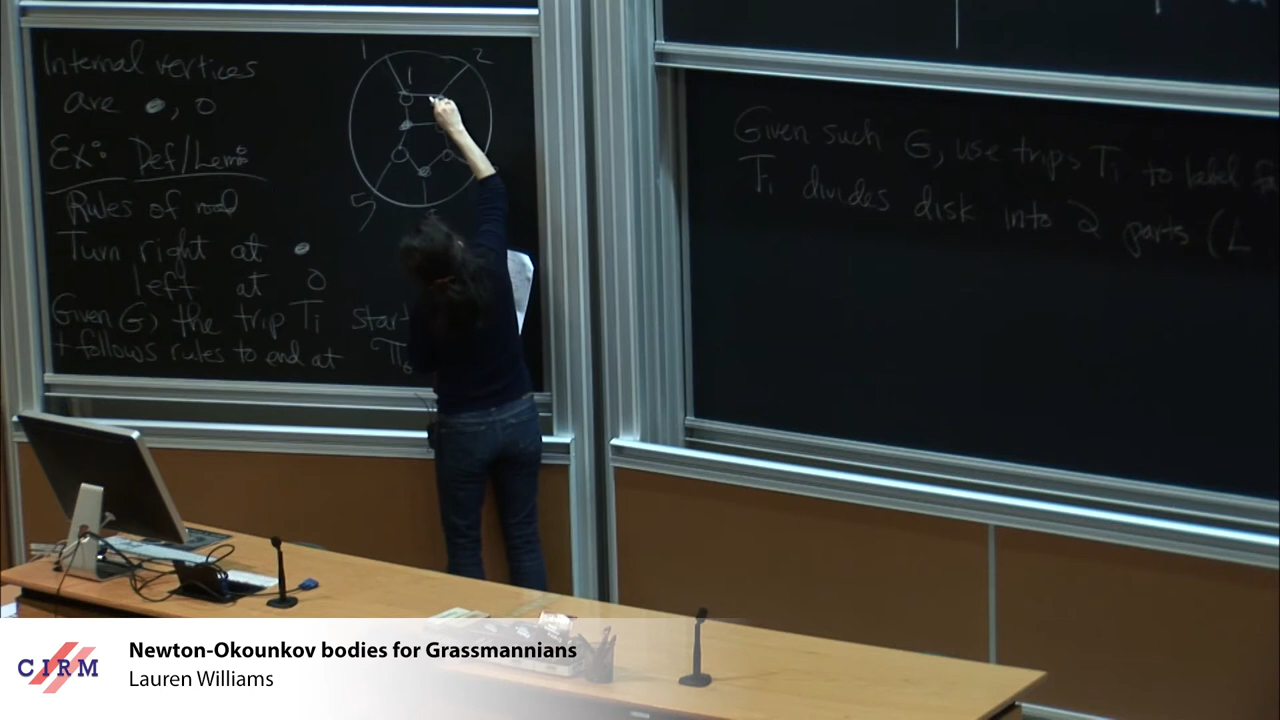 Internal vertices
are ●, ○
Ex: Def/Lem:
Rules of road
Turn right at ●
left at ○
Given G, the trip Ti star
+ follows rules to end at
1
2
1
5
Given such G, use trips Ti to label
Ti divides disk into 2 parts (L
CIRM
Newton-Okounkov bodies for Grassmannians
Lauren Williams